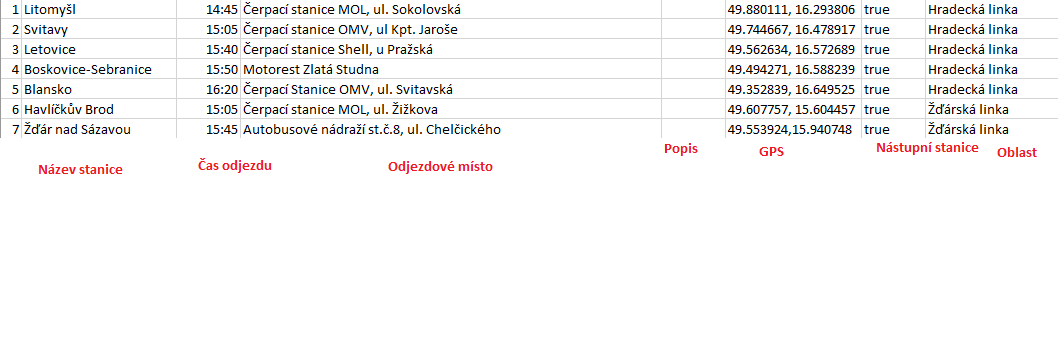 1 Litomyšl 14:45 Čerpací stanice MOL, ul. Sokolovská 49.880111, 16.293806 true Hradecká linka
2 Svitavy 15:05 Čerpací stanice OMV, ul Kpt. Jaroše 49.744667, 16.478917 true Hradecká linka
3 Letovice 15:40 Čerpací stanice Shell, u Pražská 49.562634, 16.572689 true Hradecká linka
4 Boskovice-Sebranice 15:50 Motorest Zlatá Studna 49.494271, 16.588239 true Hradecká linka
5 Blansko 16:20 Čerpací Stanice OMV, ul. Svitavská 49.352839, 16.649525 true Hradecká linka
6 Havlíčkův Brod 15:05 Čerpací stanice MOL, ul. Žižkova 49.607757, 15.604457 true Žďárská linka
7 Žďár nad Sázavou 15:45 Autobusové nádraží st.č.8, ul. Chelčického 49.553924,15.940748 true Žďárská linka
Název stanice Čas odjezdu Odjezdové místo Popis GPS Nástupní stanice Oblast